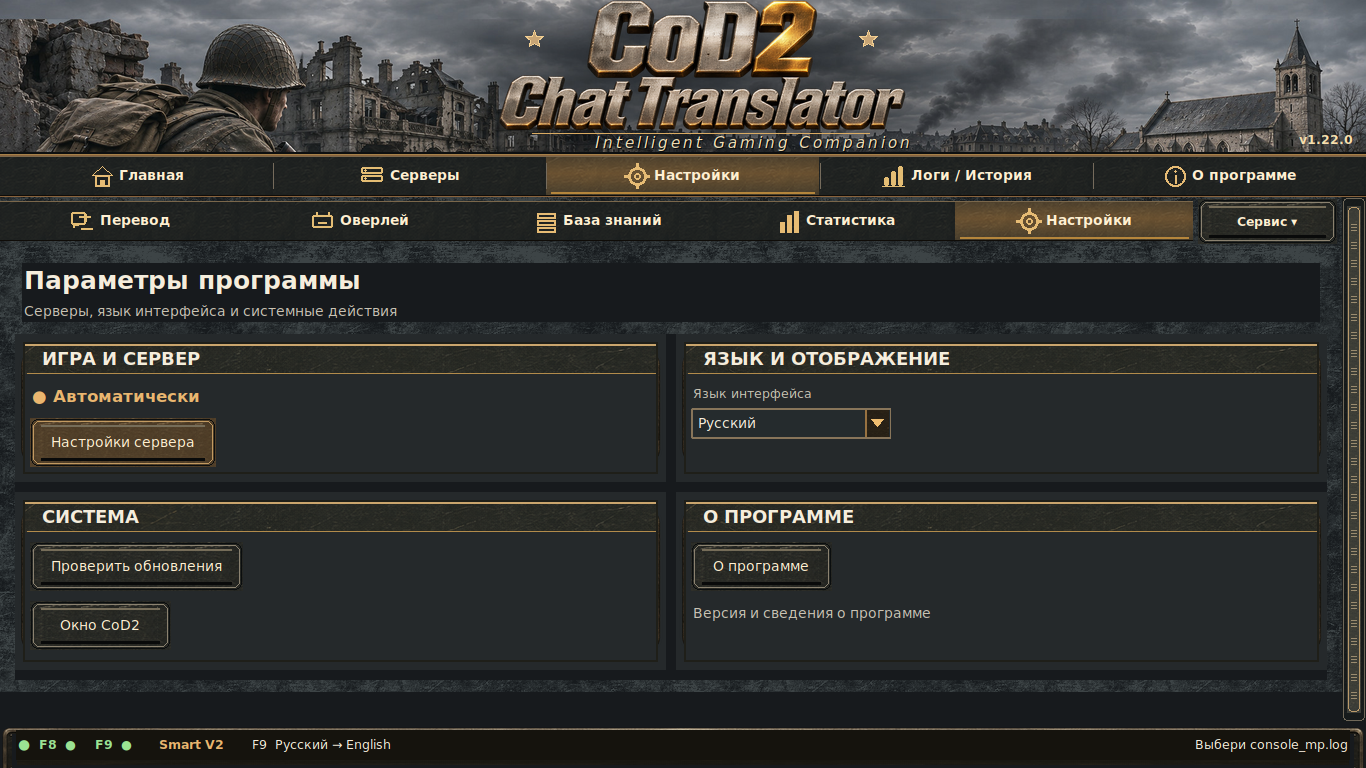 CoD2
Chat Translator
Intelligent Gaming Companion
v1.22.0
Главная
Серверы
Настройки
Логи / История
О программе
Перевод
Оверлей
База знаний
Статистика
Настройки
Сервис ▾
Параметры программы
Серверы, язык интерфейса и системные действия
ИГРА И СЕРВЕР
● Автоматически
Настройки сервера
ЯЗЫК И ОТОБРАЖЕНИЕ
Язык интерфейса
Русский
СИСТЕМА
Проверить обновления
Окно CoD2
О ПРОГРАММЕ
О программе
Версия и сведения о программе
● F8 ● F9 ● Smart V2 F9 Русский → English
Выбери console_mp.log